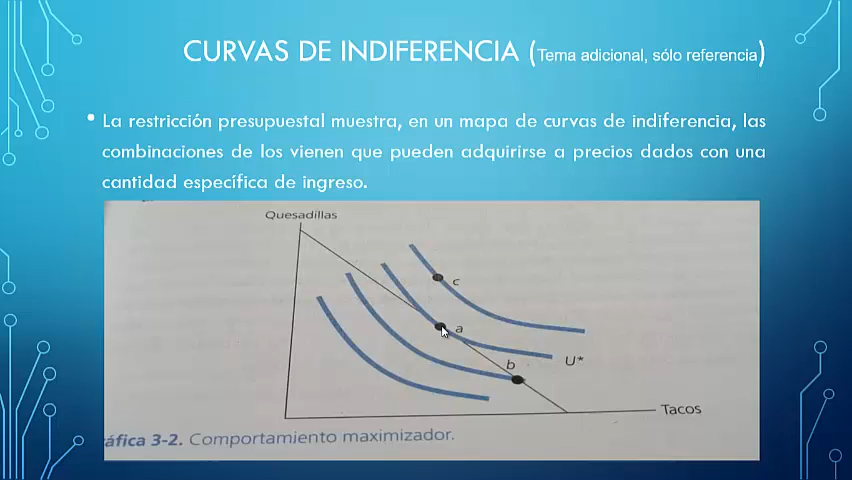 CURVAS DE INDIFERENCIA (Tema adicional, sólo referencia)
• La restricción presupuestal muestra, en un mapa de curvas de indiferencia, las
combinaciones de los vienen que pueden adquirirse a precios dados con una
cantidad específica de ingreso.
Quesadillas
c
a
b
U*
Tacos
áfica 3-2. Comportamiento maximizador.